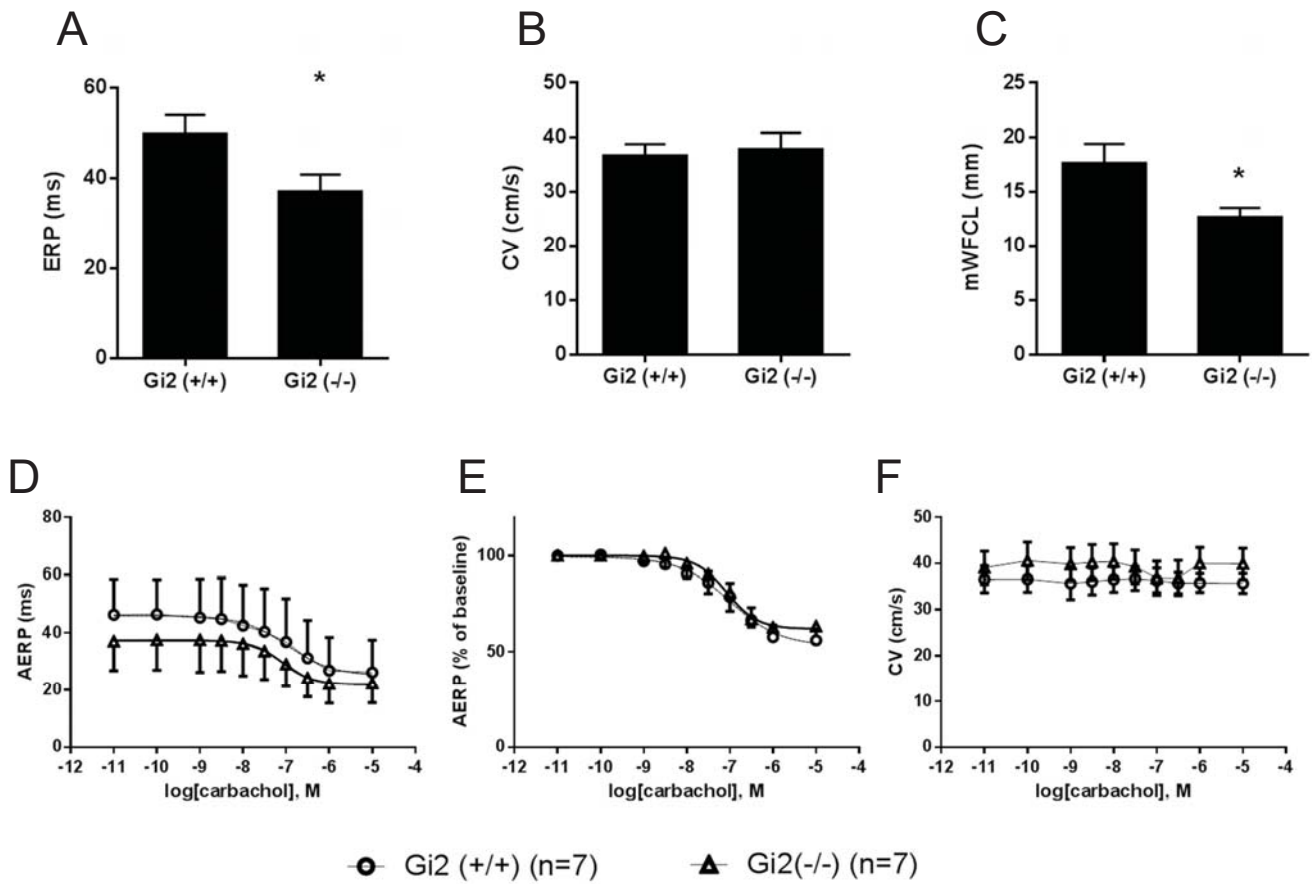 A
B
C
ERP (ms)
60
40
20
0
*
Gi2 (+/+)
Gi2 (-/-)
CV (cm/s)
50
40
30
20
10
0
Gi2 (+/+)
Gi2 (-/-)
mWFCL (mm)
25
20
15
10
5
0
*
Gi2 (+/+)
Gi2 (-/-)
D
E
F
AERP (ms)
80
60
40
20
0
-12 -11 -10 -9 -8 -7 -6 -5 -4
log[carbachol], M
AERP (% of baseline)
100
50
0
-12 -11 -10 -9 -8 -7 -6 -5 -4
log[carbachol], M
CV (cm/s)
50
40
30
20
10
0
-12 -11 -10 -9 -8 -7 -6 -5 -4
log[carbachol], M
Gi2 (+/+) (n=7) Gi2(-/-) (n=7)